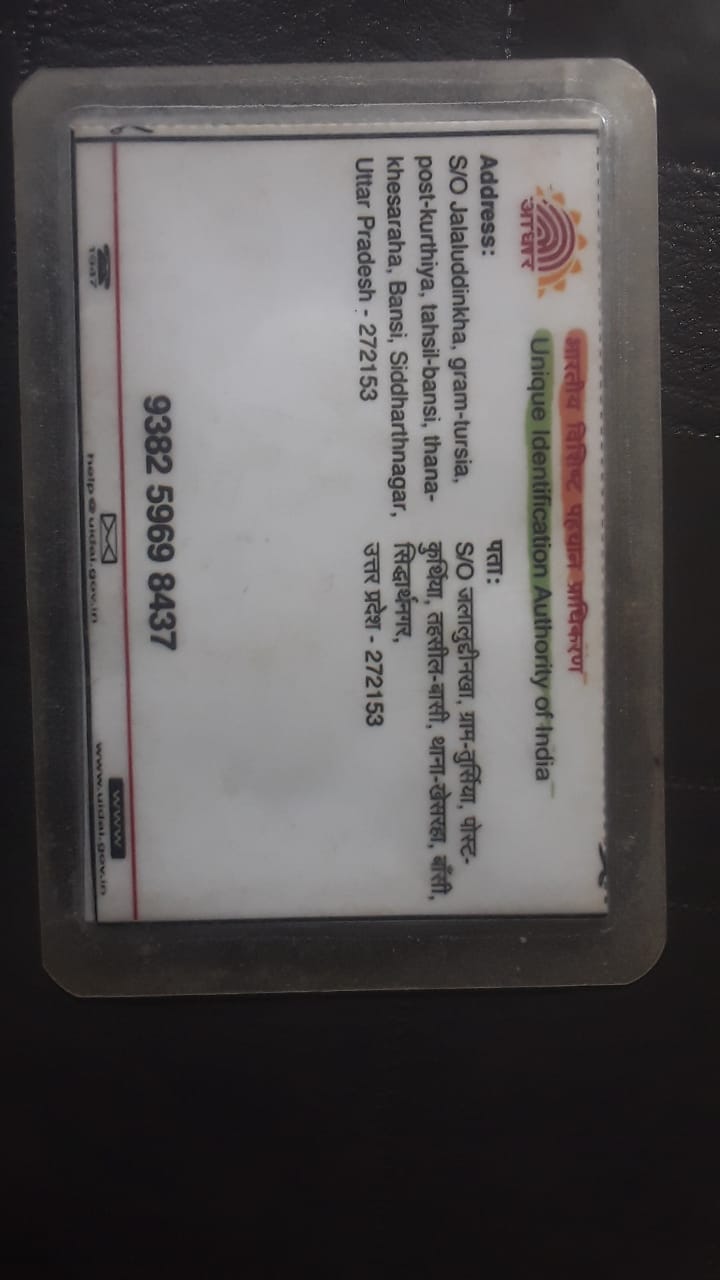 आधार
भारतीय विशिष्ट पहचान प्राधिकरण
Unique Identification Authority of India
Address:
S/O Jalaluddinkha, gram-tursia,
post-kurthiya, tahsil-bansi, thana-
khesaraha, Bansi, Siddharthnagar,
Uttar Pradesh - 272153
पता:
S/O जलालुद्दीनखा, ग्राम-तुर्सिया, पोस्ट-
कुर्थिया, तहसील-बासी, थाना-खेसरहा, बाँसी,
सिद्धार्थनगर,
उत्तर प्रदेश - 272153
9382 5969 8437
1947
help@uidai.gov.in
www
www.uidai.gov.in